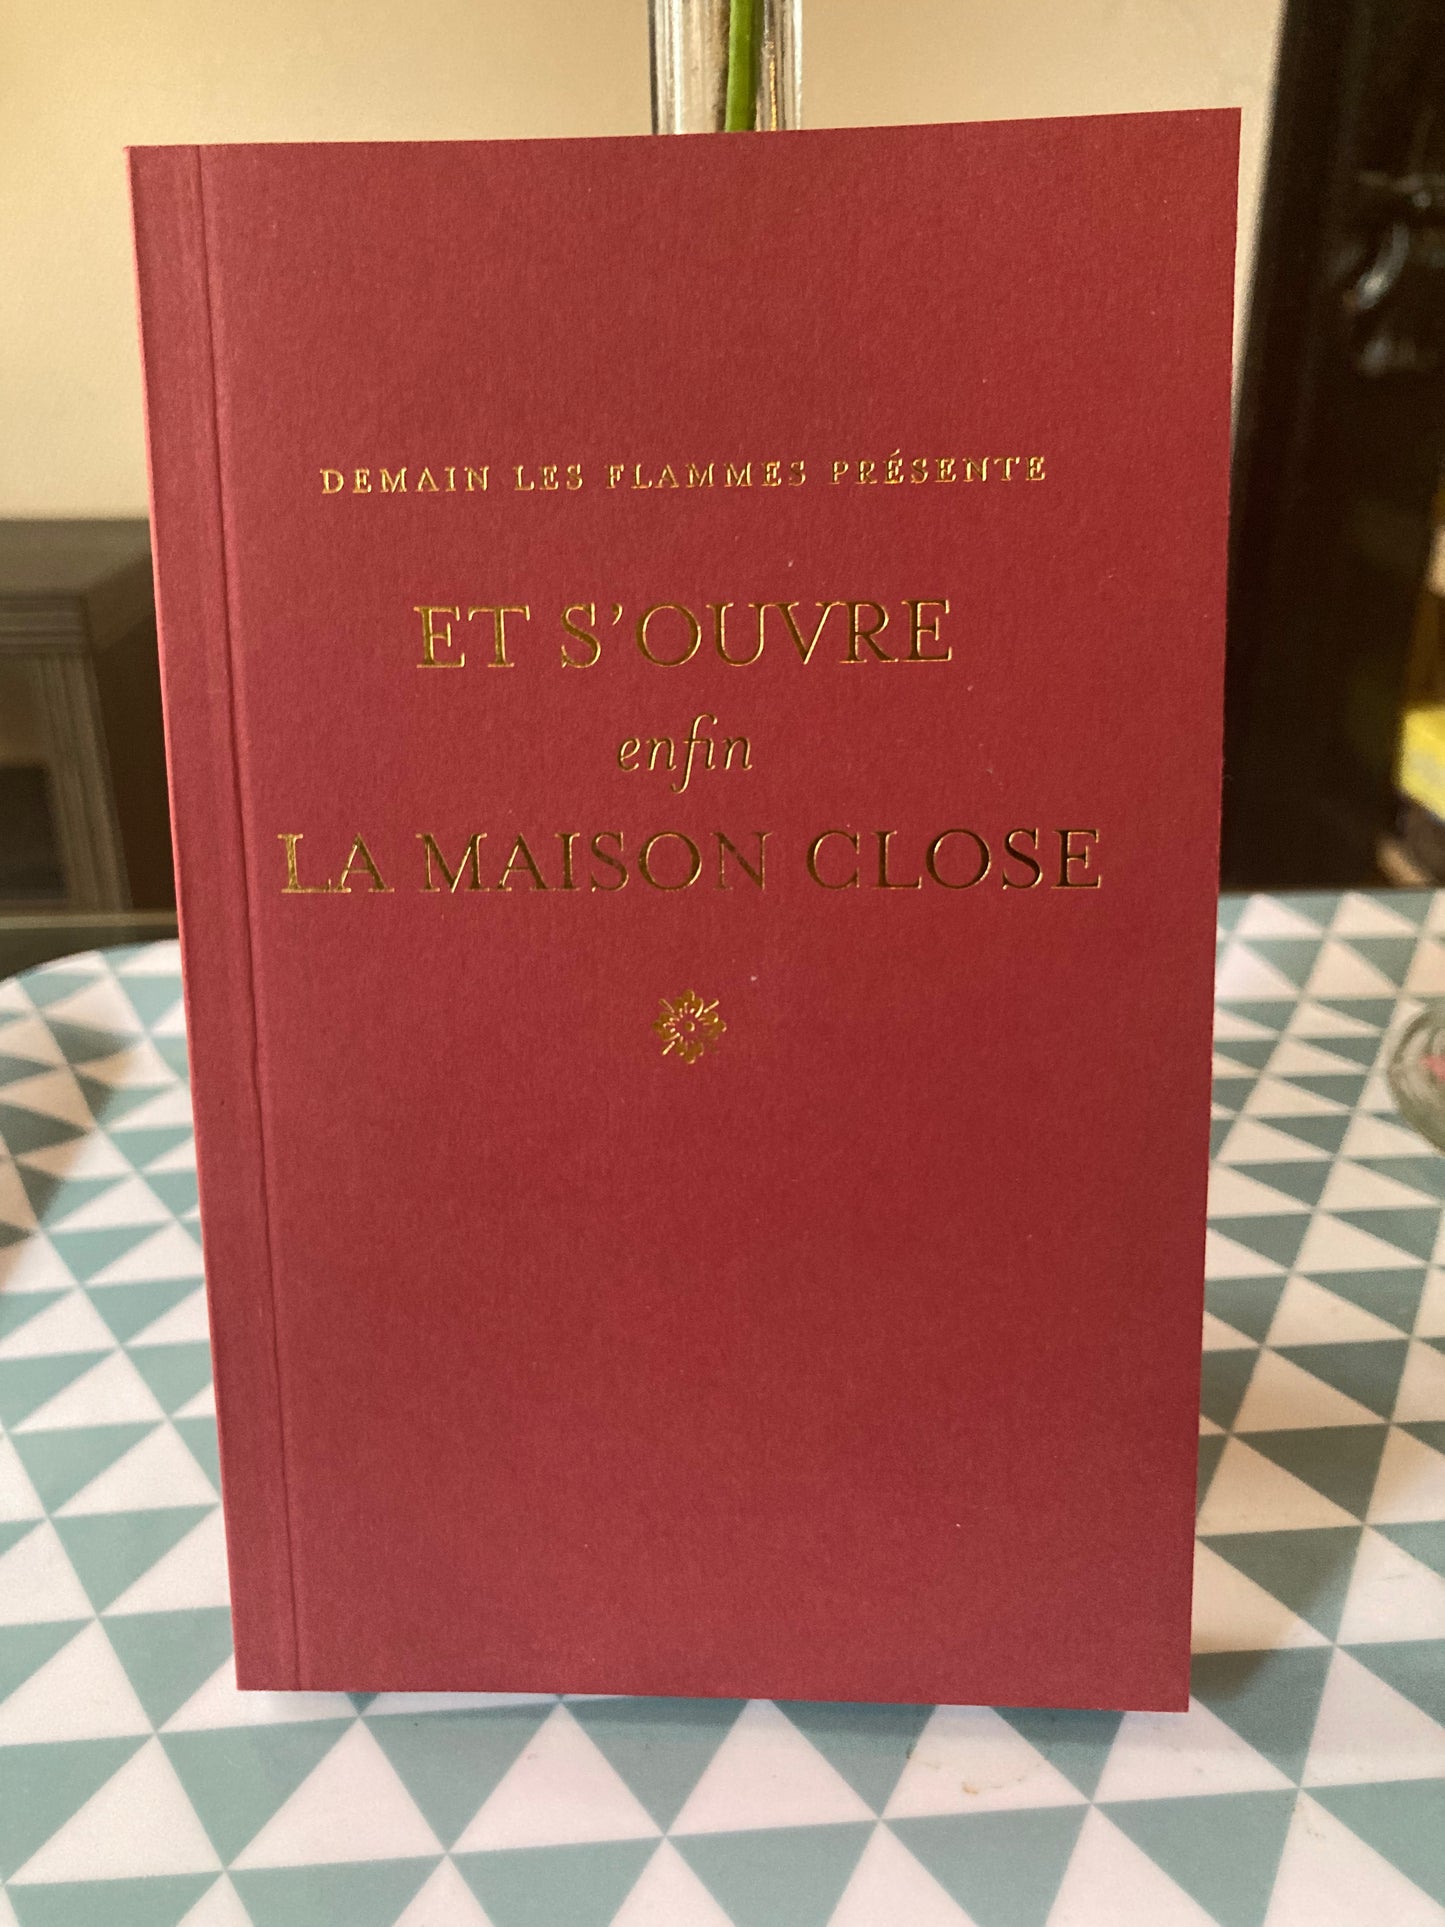 DEMAIN LES FLAMMES PRÉSENTE
ET S'OUVRE
enfin
LA MAISON CLOSE